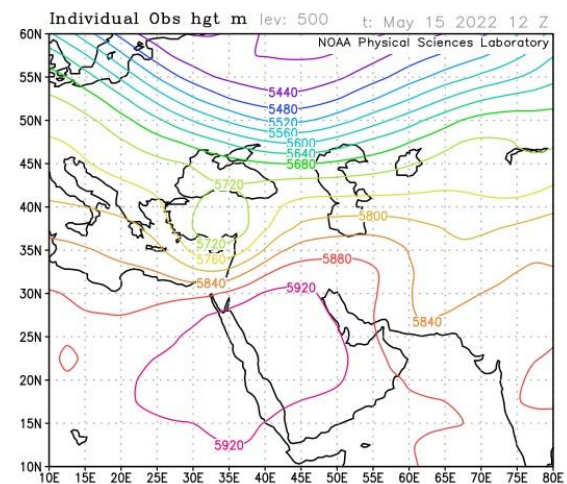 Individual Obs hgt m lev: 500 t: May 15 2022 12 Z
NOAA Physical Sciences Laboratory
60N
55N
5440
5480
50N
5520
5560
5600
5640
45N
5680
5720
40N
5800
5720
35N
5760
5880
5840
30N
5920
5840
25N
20N
15N
5920
10N
10E 15E 20E 25E 30E 35E 40E 45E 50E 55E 60E 65E 70E 75E 80E